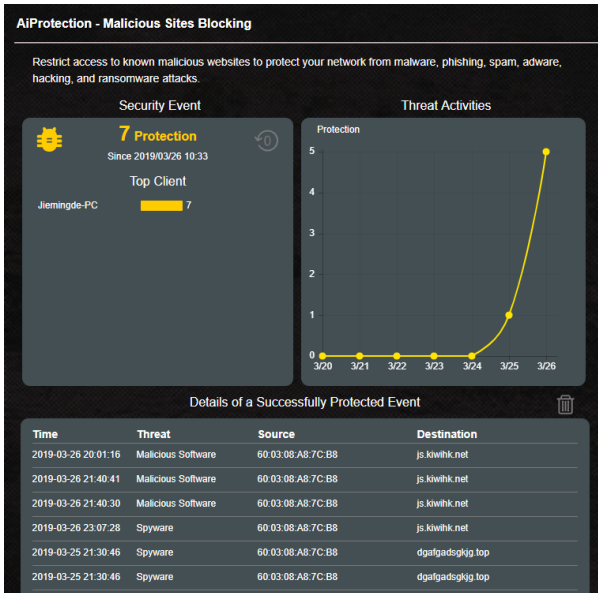 AiProtection - Malicious Sites Blocking
Restrict access to known malicious websites to protect your network from malware, phishing, spam, adware,
hacking, and ransomware attacks.
Security Event
7 Protection
0
Since 2019/03/26 10:33
Top Client
Jiemingde-PC 7
Threat Activities
Protection
5
4
3
2
1
0
3/20 3/21 3/22 3/23 3/24 3/25 3/26
Details of a Successfully Protected Event
Time Threat Source Destination
2019-03-26 20:01:16 Malicious Software 60:03:08:A8:7C:B8 js.kiwihk.net
2019-03-26 21:40:41 Malicious Software 60:03:08:A8:7C:B8 js.kiwihk.net
2019-03-26 21:40:30 Malicious Software 60:03:08:A8:7C:B8 js.kiwihk.net
2019-03-26 23:07:28 Spyware 60:03:08:A8:7C:B8 js.kiwihk.net
2019-03-25 21:30:46 Spyware 60:03:08:A8:7C:B8 dgafgadsgkjg.top
2019-03-25 21:30:46 Spyware 60:03:08:A8:7C:B8 dgafgadsgkjg.top